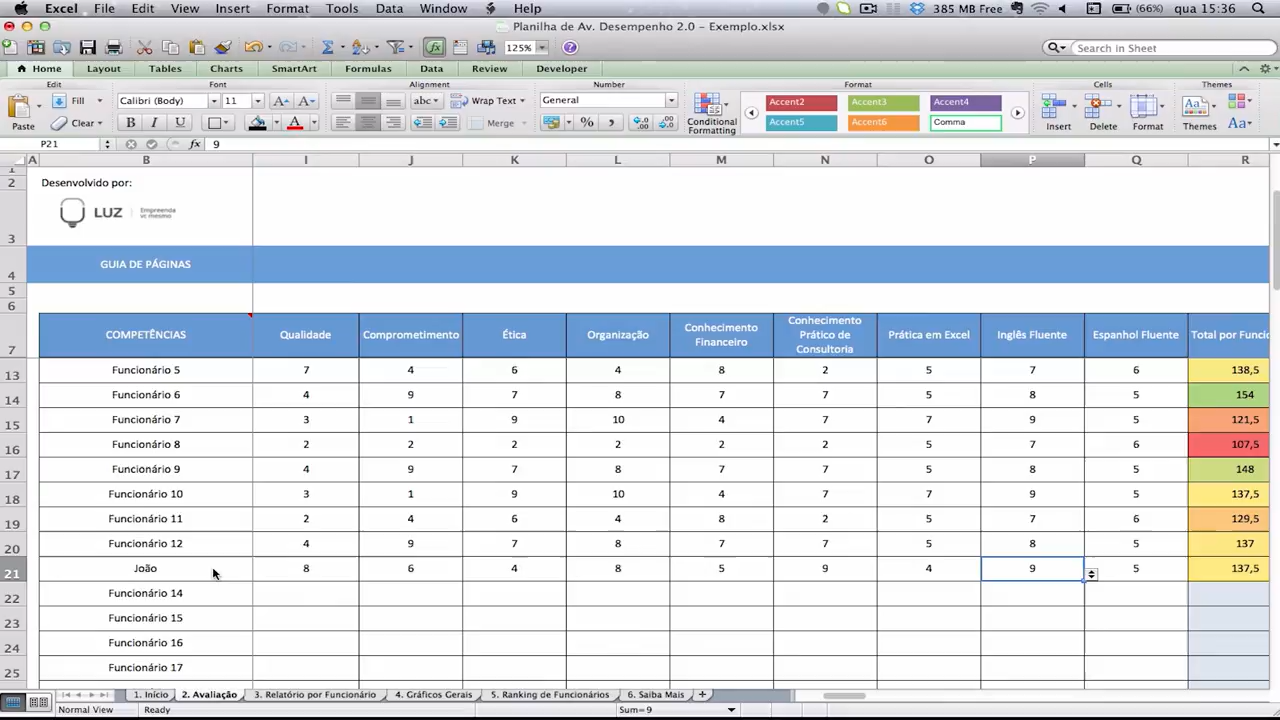 Excel File Edit View Insert Format Tools Data Window Help 385 MB Free (66%) qua 15:36
Planilha de Av. Desempenho 2.0 – Exemplo.xlsx
125% Search in Sheet
Home Layout Tables Charts SmartArt Formulas Data Review Developer
Edit Font Alignment Number Format Cells Themes
Fill Calibri (Body) 11 abc Wrap Text General Accent2 Accent3 Accent4
Paste Clear B I U A Merge % Conditional Formatting Accent5 Accent6 Comma Insert Delete Format Themes Aa
P21 fx 9
A B I J K L M N O P Q R
1
2 Desenvolvido por:
LUZ Empreenda vc mesmo
3
4 GUIA DE PÁGINAS
5
6
7 COMPETÊNCIAS Qualidade Comprometimento Ética Organização Conhecimento Financeiro Conhecimento Prático de Consultoria Prática em Excel Inglês Fluente Espanhol Fluente Total por Funcio
13 Funcionário 5 7 4 6 4 8 2 5 7 6 138,5
14 Funcionário 6 4 9 7 8 7 7 5 8 5 154
15 Funcionário 7 3 1 9 10 4 7 7 9 5 121,5
16 Funcionário 8 2 2 2 2 2 2 5 7 6 107,5
17 Funcionário 9 4 9 7 8 7 7 5 8 5 148
18 Funcionário 10 3 1 9 10 4 7 7 9 5 137,5
19 Funcionário 11 2 4 6 4 8 2 5 7 6 129,5
20 Funcionário 12 4 9 7 8 7 7 5 8 5 137
21 João 8 6 4 8 5 9 4 9 5 137,5
22 Funcionário 14
23 Funcionário 15
24 Funcionário 16
25 Funcionário 17
1. Início 2. Avaliação 3. Relatório por Funcionário 4. Gráficos Gerais 5. Ranking de Funcionários 6. Saiba Mais +
Normal View Ready Sum=9